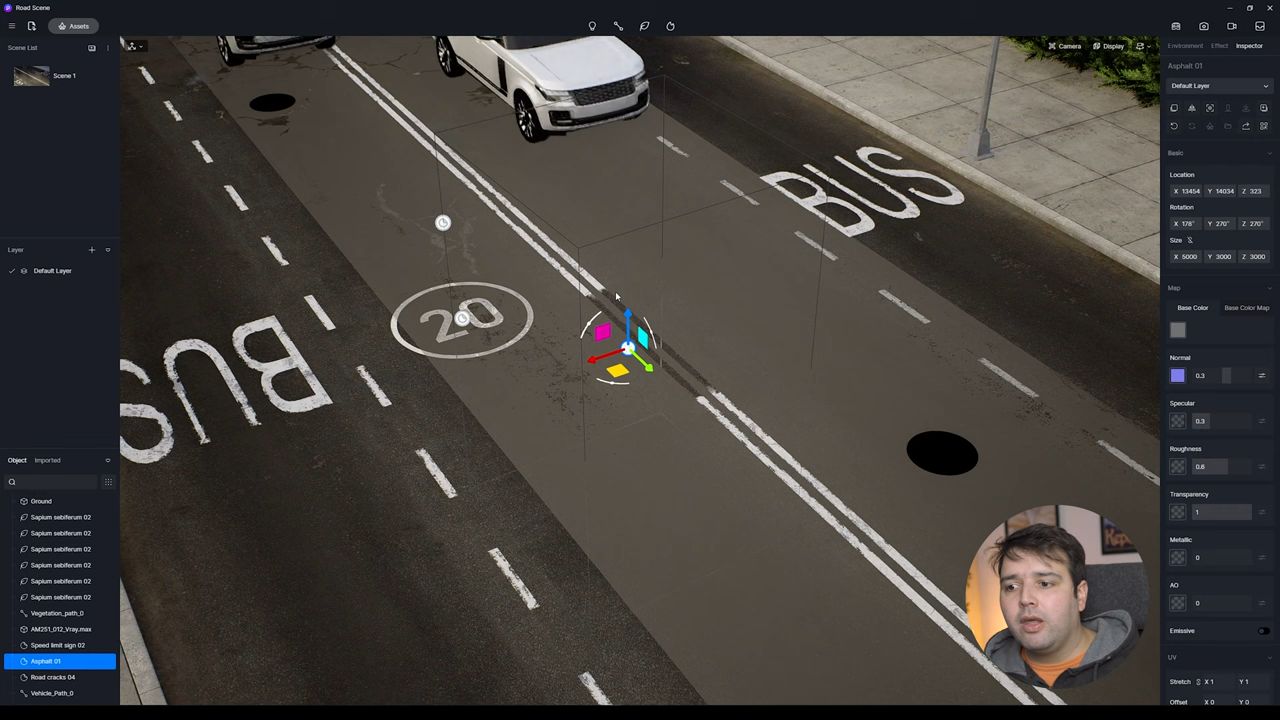 Road Scene
Assets
Scene List
Scene 1
Camera
Display
Environment
Effect
Inspector
Asphalt 01
Default Layer
Basic
Location
X 13454 Y 14034 Z 323
Rotation
X 178° Y 270° Z 270°
Size
X 5000 Y 3000 Z 3000
Map
Base Color
Base Color Map
Normal
0.3
Specular
0.3
Roughness
0.6
Transparency
1
Metallic
0
AO
0
Emissive
UV
Stretch X 1 Y 1
Offset X 0 Y 0
Layer
Default Layer
Object
Imported
Ground
Sapium sebiferum 02
Sapium sebiferum 02
Sapium sebiferum 02
Sapium sebiferum 02
Sapium sebiferum 02
Sapium sebiferum 02
Vegetation_path_0
AM251_012_Vray.max
Speed limit sign 02
Asphalt 01
Road cracks 04
Vehicle_Path_0
BUS
20
BUS